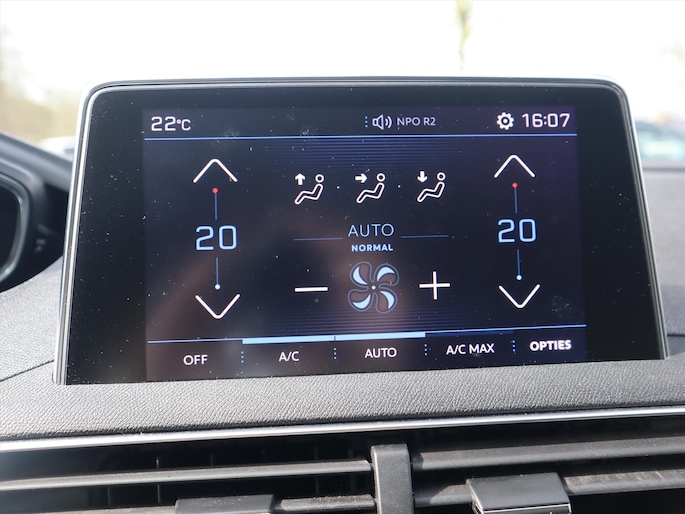 22°C NPO R2 16:07
20 20
AUTO
NORMAL
OFF A/C AUTO A/C MAX OPTIES